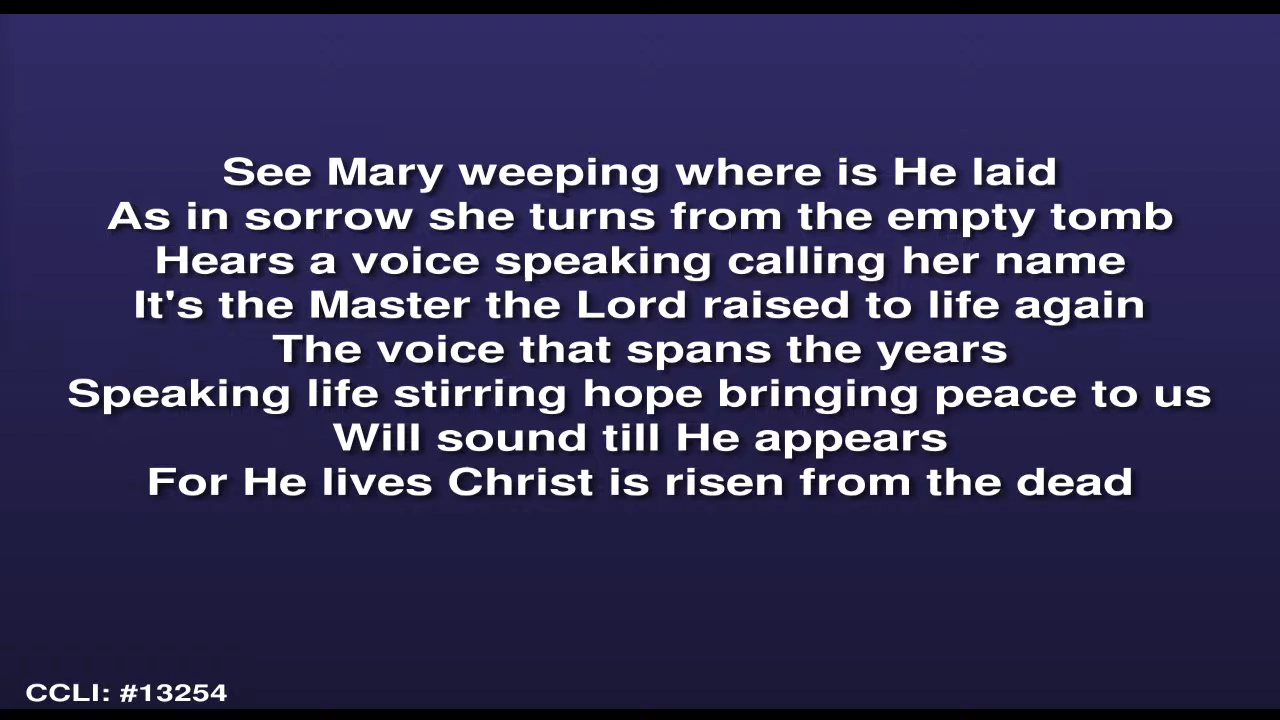 See Mary weeping where is He laid
As in sorrow she turns from the empty tomb
Hears a voice speaking calling her name
It's the Master the Lord raised to life again
The voice that spans the years
Speaking life stirring hope bringing peace to us
Will sound till He appears
For He lives Christ is risen from the dead
CCLI: #13254